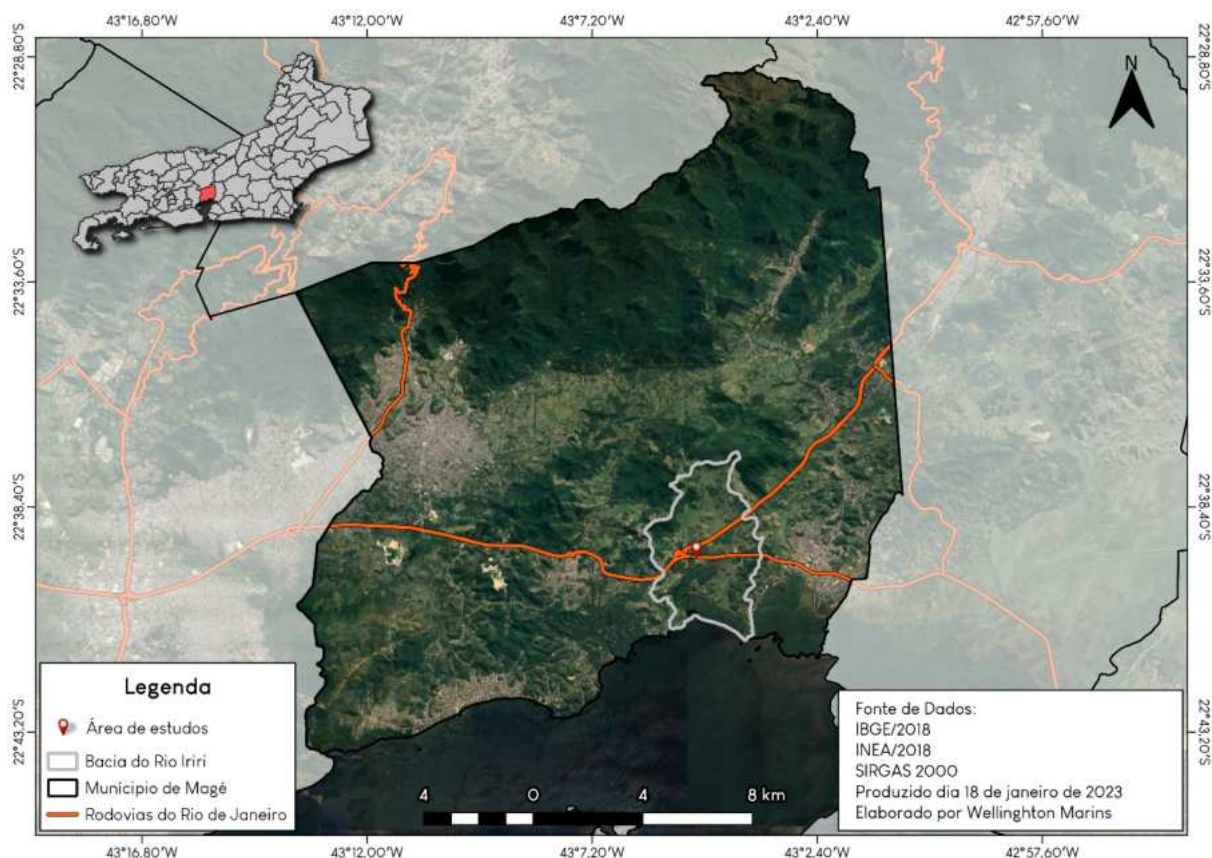 43°16,80'W 43°12,00'W 43°7,20'W 43°2,40'W 42°57,60'W
22°28,80'S 22°28,80'S
N
22°33,60'S 22°33,60'S
22°38,40'S 22°38,40'S
22°43,20'S 22°43,20'S
Legenda
Área de estudos
Bacia do Rio Iriri
Municipio de Magé
Rodovias do Rio de Janeiro
4 0 4 8 km
Fonte de Dados:
IBGE/2018
INEA/2018
SIRGAS 2000
Produzido dia 18 de janeiro de 2023
Elaborado por Wellinghton Marins
43°16,80'W 43°12,00'W 43°7,20'W 43°2,40'W 42°57,60'W